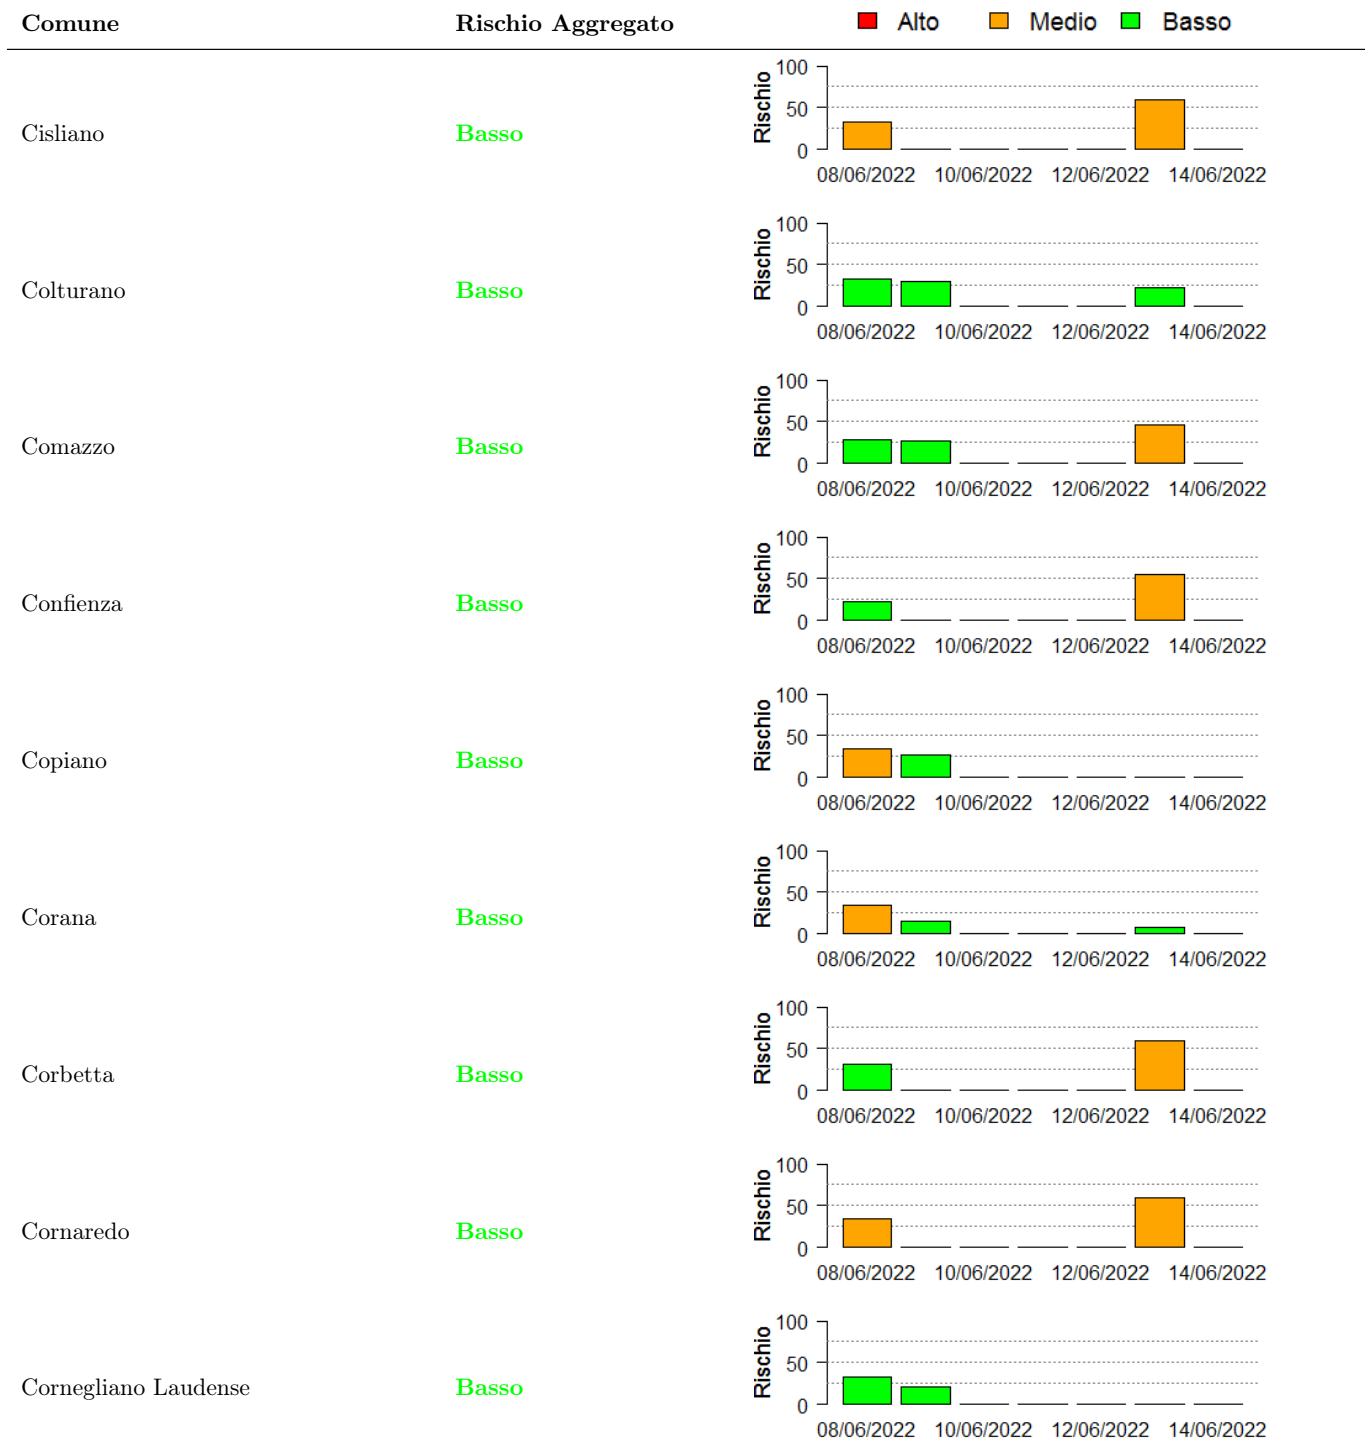 Comune Rischio Aggregato Alto Medio Basso
Cisliano Basso Rischio 100 50 0
08/06/2022 10/06/2022 12/06/2022 14/06/2022
Colturano Basso Rischio 100 50 0
08/06/2022 10/06/2022 12/06/2022 14/06/2022
Comazzo Basso Rischio 100 50 0
08/06/2022 10/06/2022 12/06/2022 14/06/2022
Confienza Basso Rischio 100 50 0
08/06/2022 10/06/2022 12/06/2022 14/06/2022
Copiano Basso Rischio 100 50 0
08/06/2022 10/06/2022 12/06/2022 14/06/2022
Corana Basso Rischio 100 50 0
08/06/2022 10/06/2022 12/06/2022 14/06/2022
Corbetta Basso Rischio 100 50 0
08/06/2022 10/06/2022 12/06/2022 14/06/2022
Cornaredo Basso Rischio 100 50 0
08/06/2022 10/06/2022 12/06/2022 14/06/2022
Cornegliano Laudense Basso Rischio 100 50 0
08/06/2022 10/06/2022 12/06/2022 14/06/2022